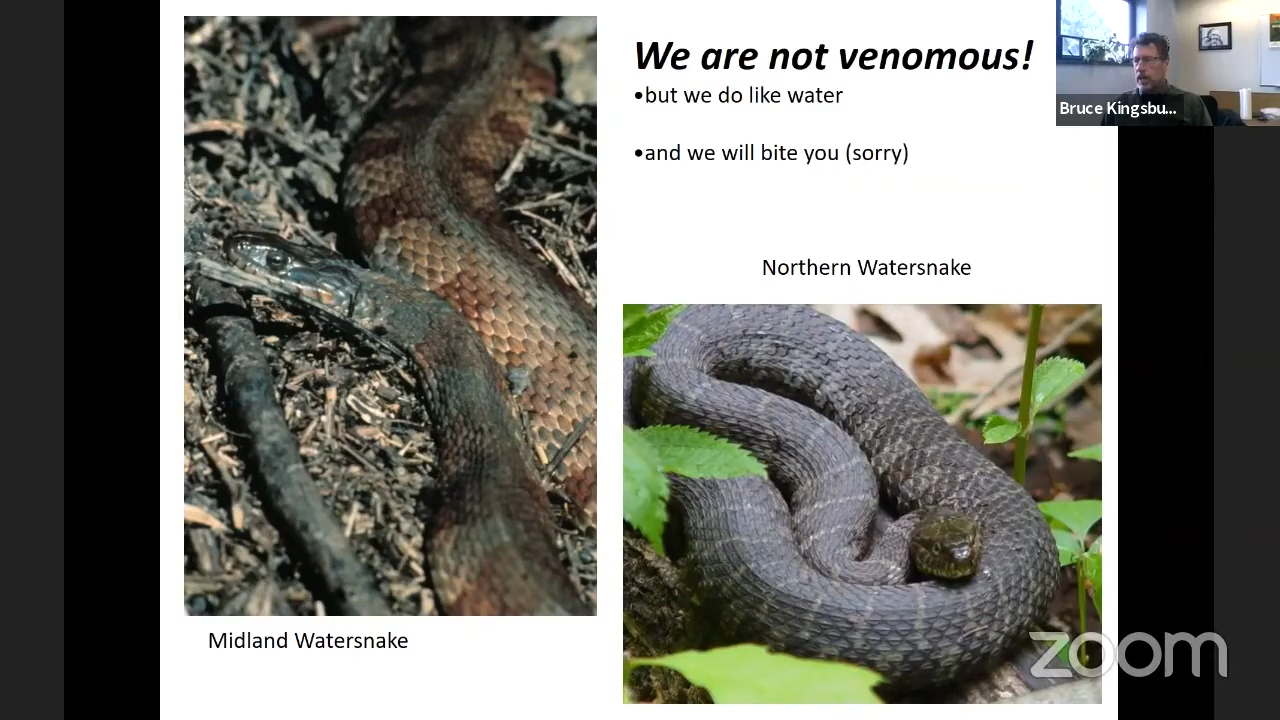 We are not venomous!
•but we do like water
•and we will bite you (sorry)
Bruce Kingsbu...
Northern Watersnake
Midland Watersnake
zoom